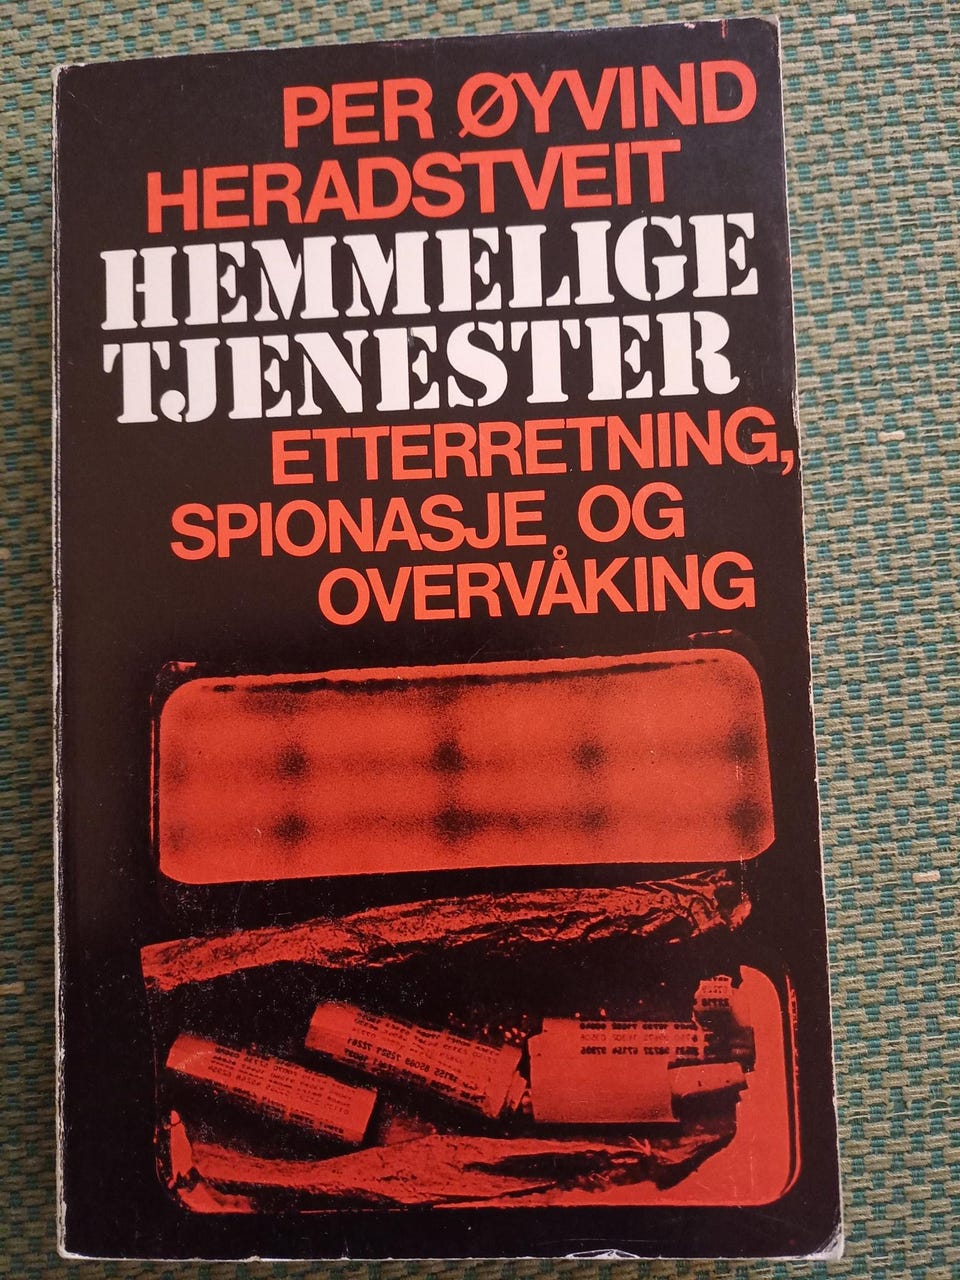 PER ØYVIND
HERADSTVEIT
HEMMELIGE
TJENESTER
ETTERRETNING,
SPIONASJE OG
OVERVÅKING